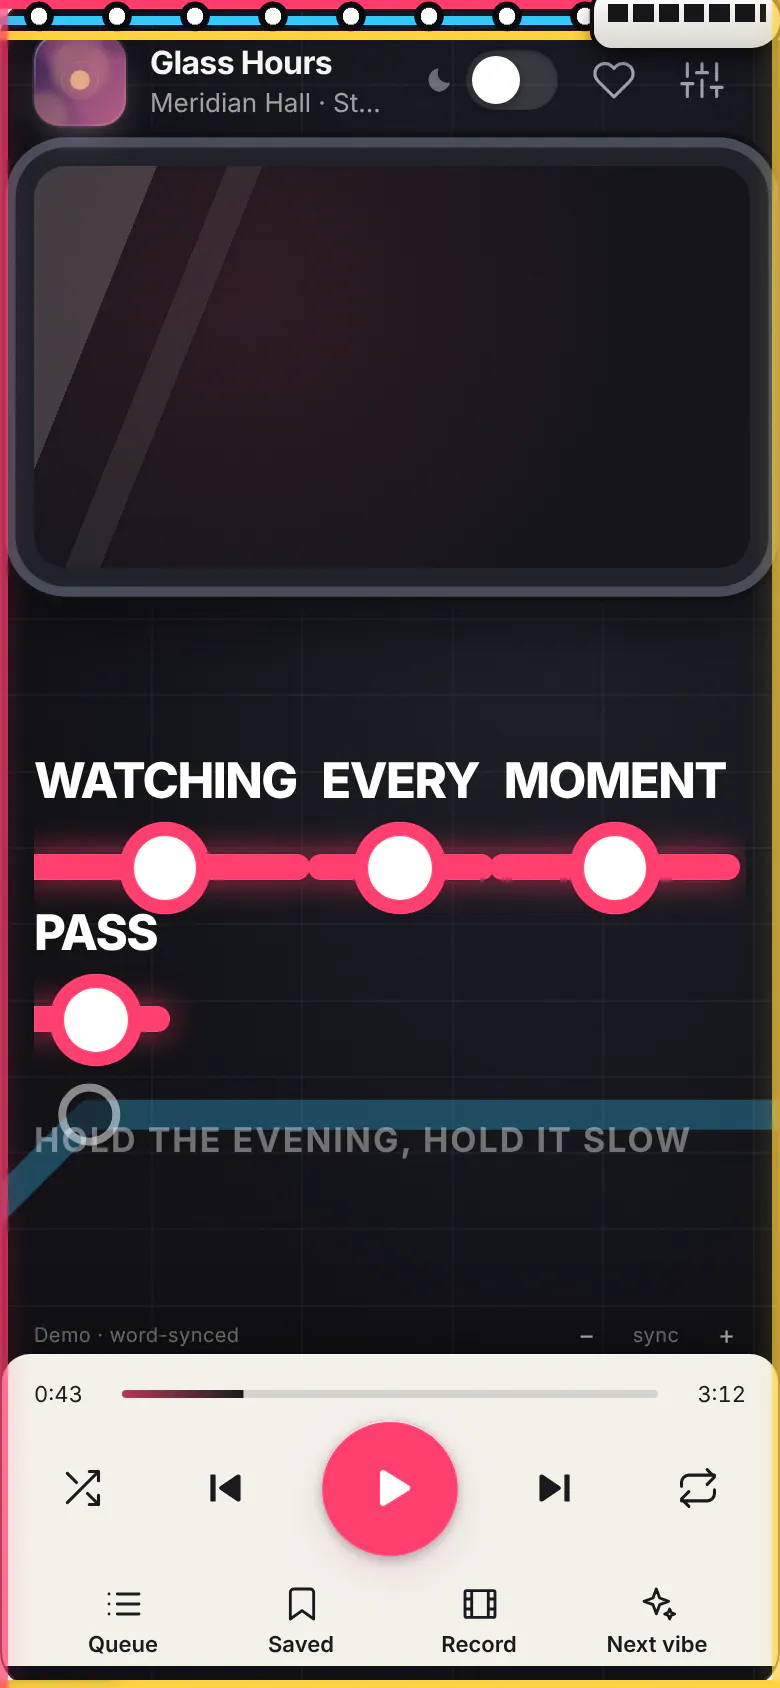 Glass Hours
Meridian Hall · St...
WATCHING EVERY MOMENT
PASS
HOLD THE EVENING, HOLD IT SLOW
Demo · word-synced
− sync +
0:43 3:12
Queue Saved Record Next vibe